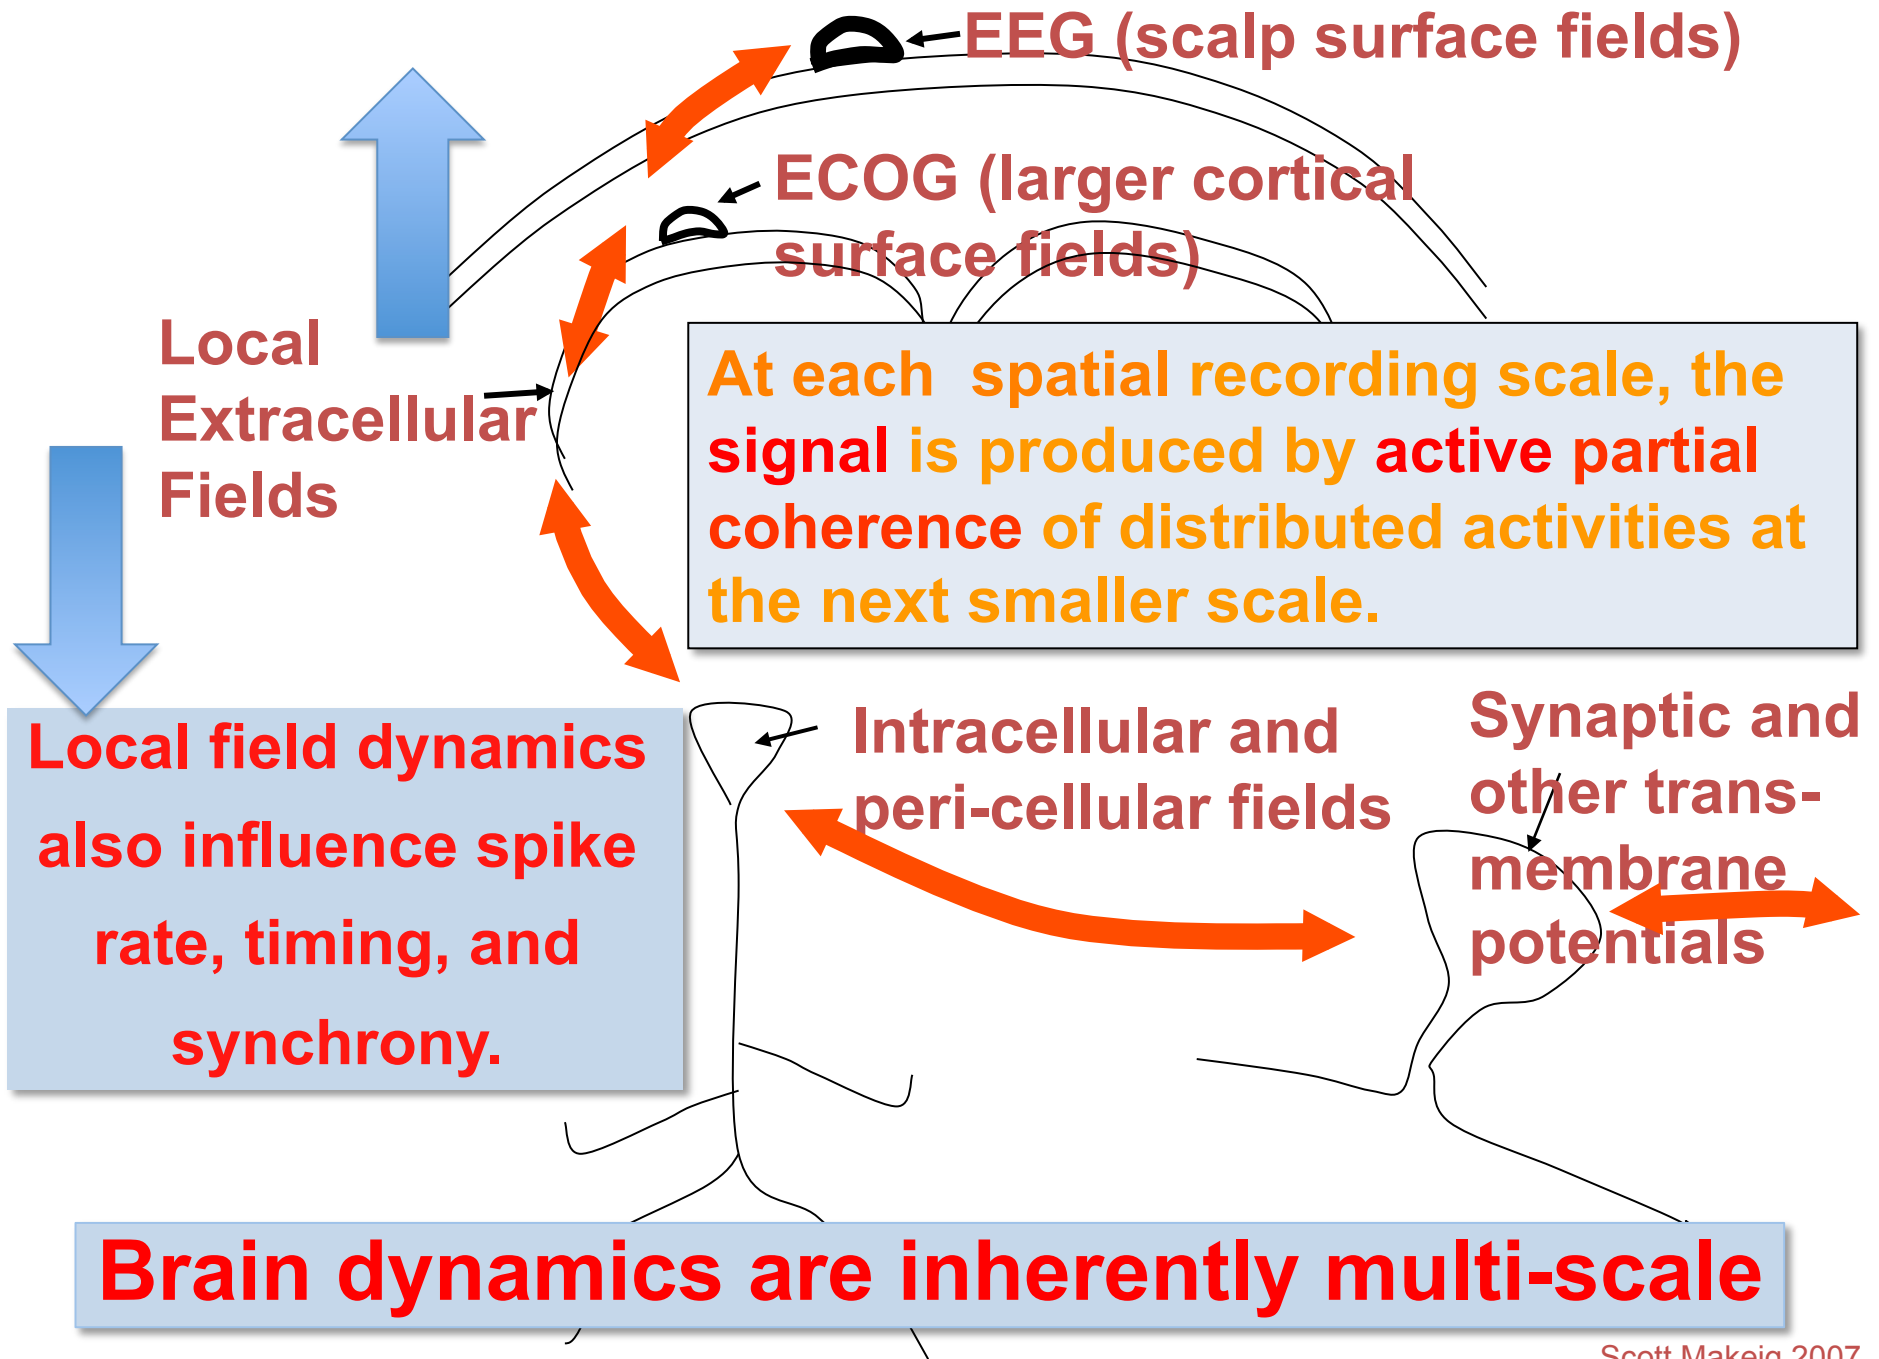 EEG (scalp surface fields)
ECOG (larger cortical
surface fields)
Local
Extracellular
Fields
At each spatial recording scale, the
signal is produced by active partial
coherence of distributed activities at
the next smaller scale.
Local field dynamics
also influence spike
rate, timing, and
synchrony.
Intracellular and
peri-cellular fields
Synaptic and
other trans-
membrane
potentials
Brain dynamics are inherently multi-scale
Scott Makeig 2007